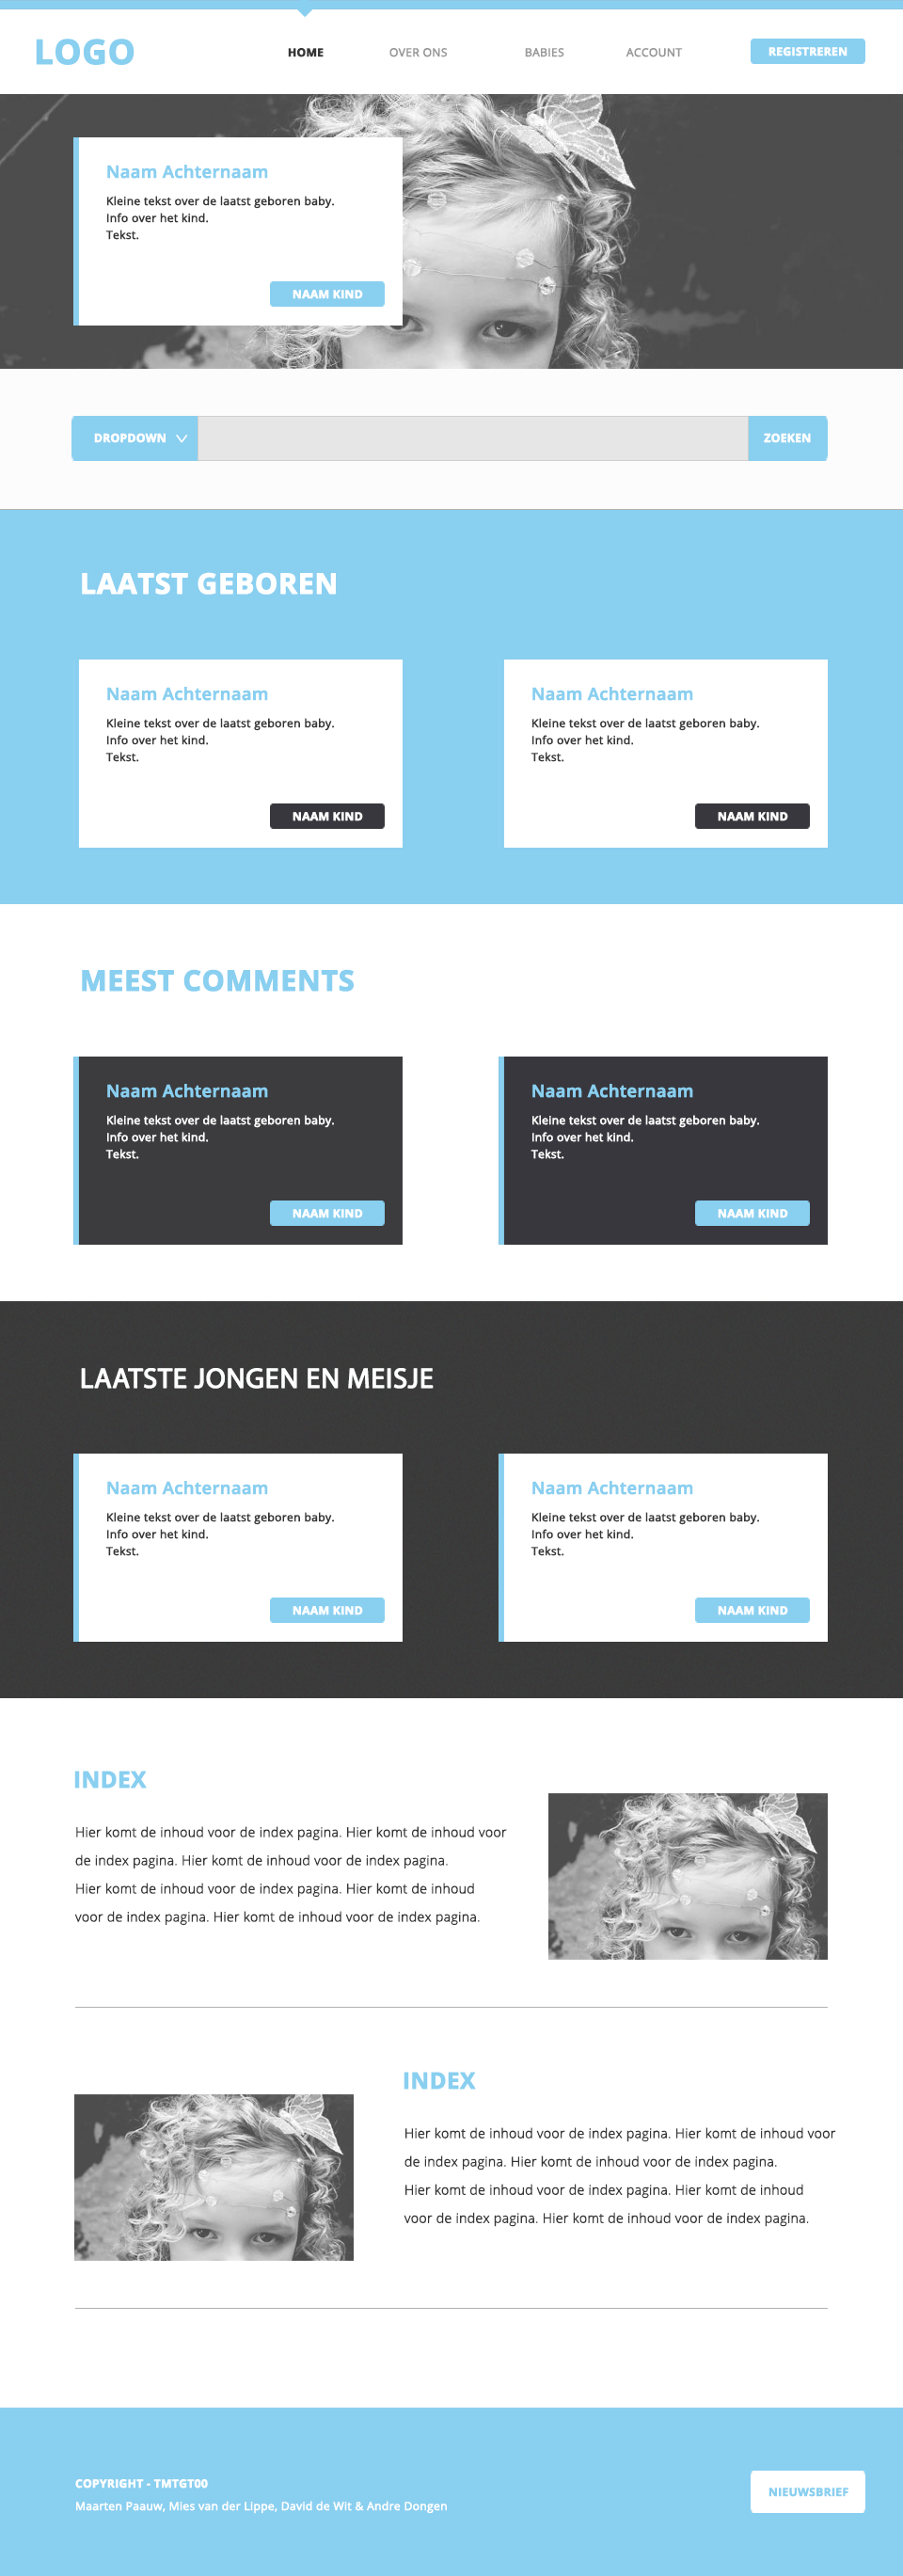 LOGO
HOME
OVER ONS
BABIES
ACCOUNT
REGISTREREN
Naam Achternaam
Kleine tekst over de laatst geboren baby.
Info over het kind.
Tekst.
NAAM KIND
DROPDOWN
ZOEKEN
LAATST GEBOREN
Naam Achternaam
Kleine tekst over de laatst geboren baby.
Info over het kind.
Tekst.
NAAM KIND
Naam Achternaam
Kleine tekst over de laatst geboren baby.
Info over het kind.
Tekst.
NAAM KIND
MEEST COMMENTS
Naam Achternaam
Kleine tekst over de laatst geboren baby.
Info over het kind.
Tekst.
NAAM KIND
Naam Achternaam
Kleine tekst over de laatst geboren baby.
Info over het kind.
Tekst.
NAAM KIND
LAATSTE JONGEN EN MEISJE
Naam Achternaam
Kleine tekst over de laatst geboren baby.
Info over het kind.
Tekst.
NAAM KIND
Naam Achternaam
Kleine tekst over de laatst geboren baby.
Info over het kind.
Tekst.
NAAM KIND
INDEX
Hier komt de inhoud voor de index pagina. Hier komt de inhoud voor
de index pagina. Hier komt de inhoud voor de index pagina.
Hier komt de inhoud voor de index pagina. Hier komt de inhoud
voor de index pagina. Hier komt de inhoud voor de index pagina.
INDEX
Hier komt de inhoud voor de index pagina. Hier komt de inhoud voor
de index pagina. Hier komt de inhoud voor de index pagina.
Hier komt de inhoud voor de index pagina. Hier komt de inhoud
voor de index pagina. Hier komt de inhoud voor de index pagina.
COPYRIGHT - TMTGT00
Maarten Paauw, Mies van der Lippe, David de Wit & Andre Dongen
NIEUWSBRIEF